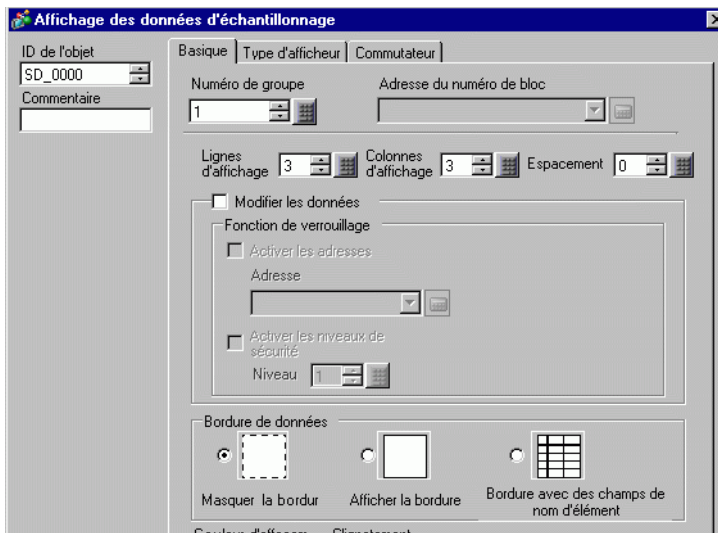 Affichage des données d'échantillonnage
ID de l'objet
SD_0000
Commentaire
Basique
Type d'afficheur
Commutateur
Numéro de groupe
1
Adresse du numéro de bloc
Lignes
d'affichage
3
Colonnes
d'affichage
3
Espacement
0
Modifier les données
Fonction de verrouillage
Activer les adresses
Adresse
Activer les niveaux de
sécurité
Niveau
1
Bordure de données
Masquer la bordur
Afficher la bordure
Bordure avec des champs de
nom d'élément